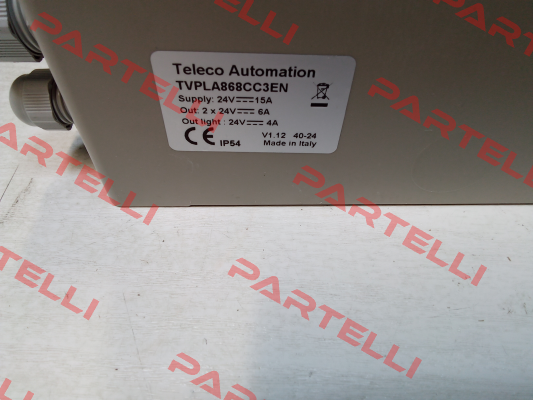 PARTELLI
Teleco Automation
TVPLA868CC3EN
Supply: 24V 15A
Out: 2 x 24V 6A
Out light : 24V 4A
V1.12 40-24
CE IP54 Made in Italy
PARTELLI
PARTELLI
PARTELLI
PARTELLI
PARTELLI